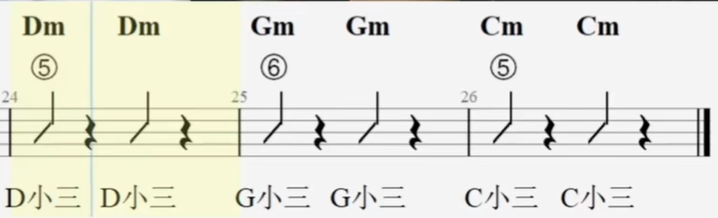 Dm Dm Gm Gm Cm Cm
⑤ ⑥ ⑤
24 25 26
D小三 D小三 G小三 G小三 C小三 C小三